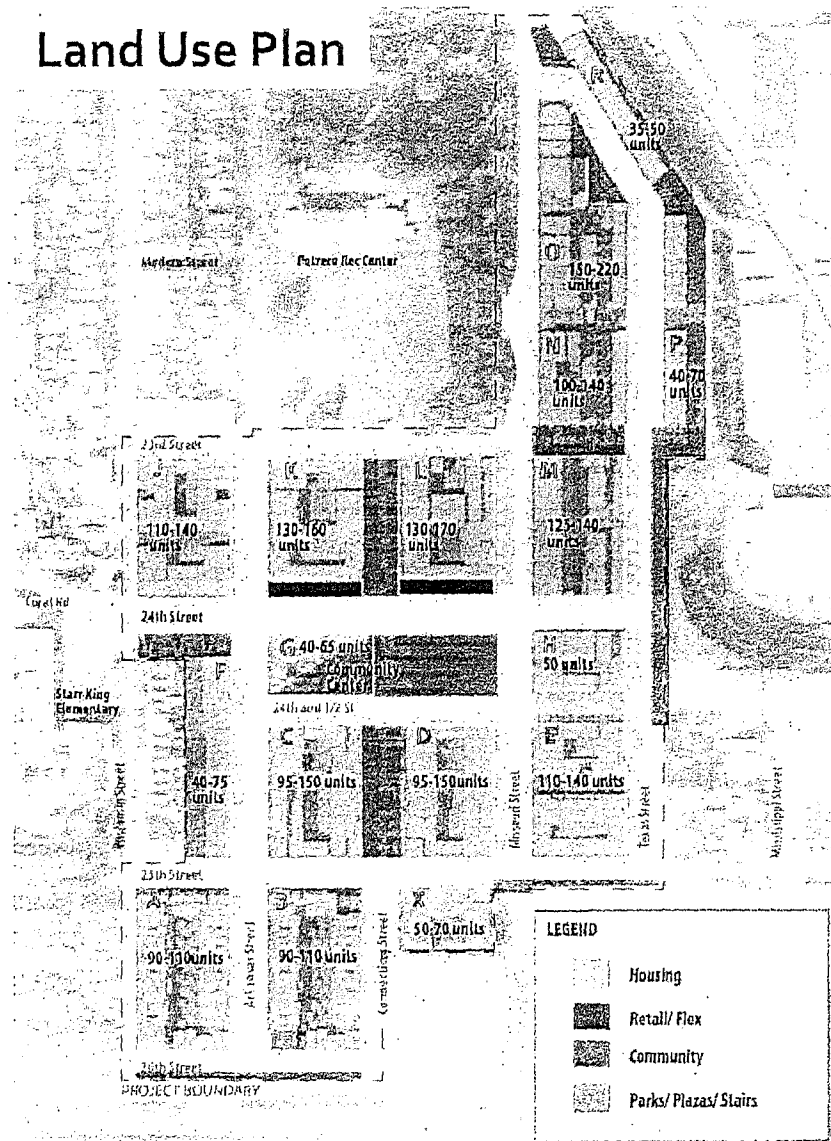 Land Use Plan
R
35-50
units
Madera Street
Potrero Rec Center
O
150-220
units
N
100-140
units
P
40-70
units
23rd Street
J
110-140
units
K
130-160
units
L
130-170
units
M
125-140
units
Coral Rd
24th Street
G 40-65 units
Community
Center
H
50 units
Starr King
Elementary
F
40-75
units
24th and 1/2 St
C
95-150 units
D
95-150 units
E
110-140 units
Missouri Street
Texas Street
Mississippi Street
25th Street
A
90-110 units
Arkansas Street
B
90-110 units
Connecticut Street
X
50-70 units
26th Street
PROJECT BOUNDARY
LEGEND
Housing
Retail/ Flex
Community
Parks/ Plazas/ Stairs